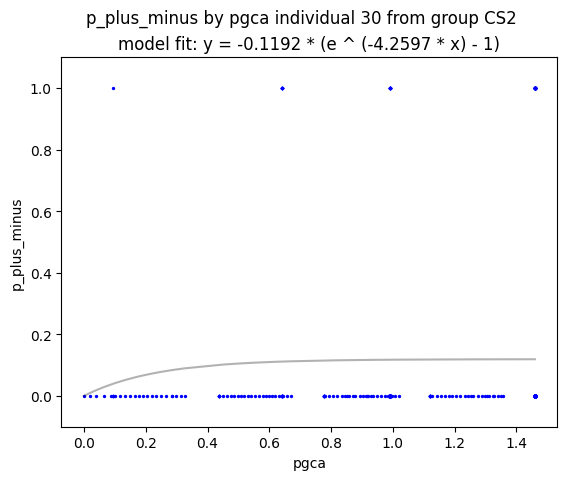 p_plus_minus by pgca individual 30 from group CS2
model fit: y = -0.1192 * (e ^ (-4.2597 * x) - 1)
1.0
0.8
0.6
0.4
0.2
0.0
p_plus_minus
0.0 0.2 0.4 0.6 0.8 1.0 1.2 1.4
pgca